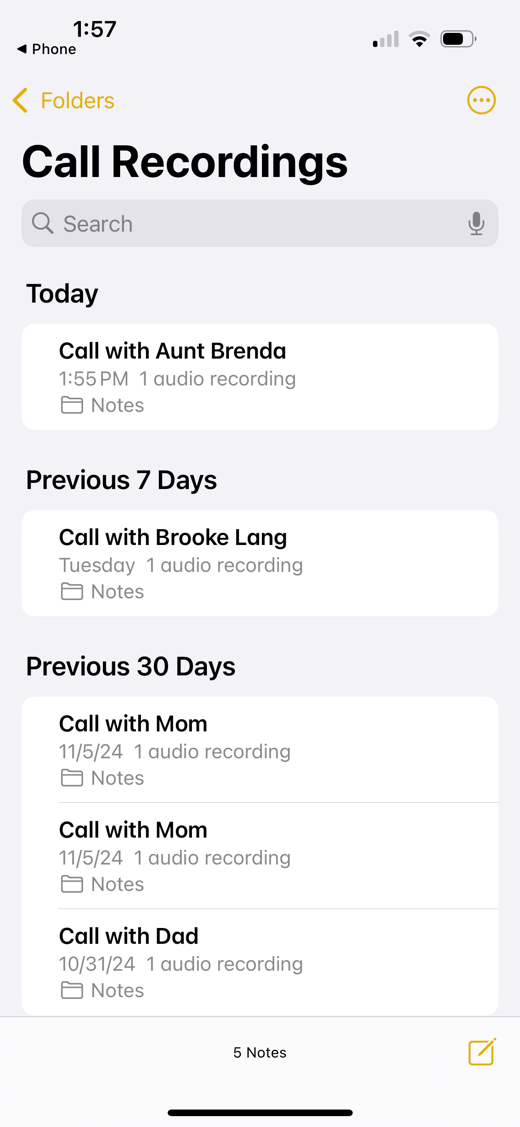 1:57
◀ Phone
Folders
Call Recordings
Search
Today
Call with Aunt Brenda
1:55 PM 1 audio recording
Notes
Previous 7 Days
Call with Brooke Lang
Tuesday 1 audio recording
Notes
Previous 30 Days
Call with Mom
11/5/24 1 audio recording
Notes
Call with Mom
11/5/24 1 audio recording
Notes
Call with Dad
10/31/24 1 audio recording
Notes
5 Notes